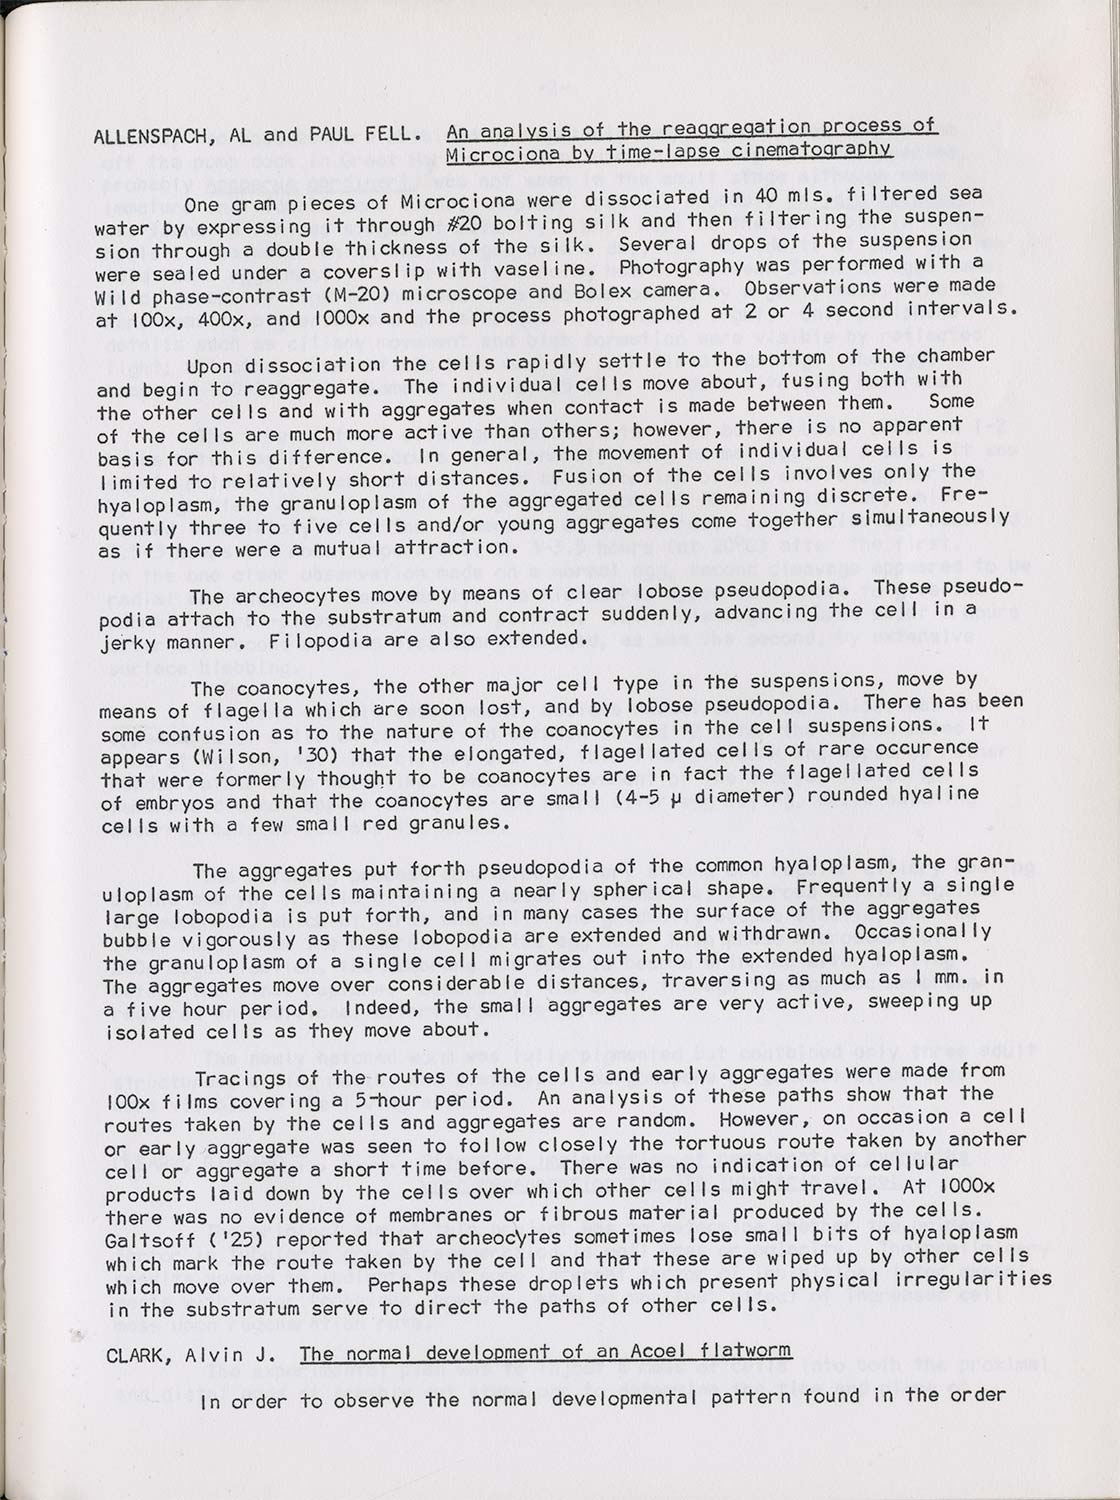 ALLENSPACH, AL and PAUL FELL. An analysis of the reaggregation process of
Microciona by time-lapse cinematography
One gram pieces of Microciona were dissociated in 40 mls. filtered sea
water by expressing it through #20 bolting silk and then filtering the suspen-
sion through a double thickness of the silk. Several drops of the suspension
were sealed under a coverslip with vaseline. Photography was performed with a
Wild phase-contrast (M-20) microscope and Bolex camera. Observations were made
at 100x, 400x, and 1000x and the process photographed at 2 or 4 second intervals.
Upon dissociation the cells rapidly settle to the bottom of the chamber
and begin to reaggregate. The individual cells move about, fusing both with
the other cells and with aggregates when contact is made between them. Some
of the cells are much more active than others; however, there is no apparent
basis for this difference. In general, the movement of individual cells is
limited to relatively short distances. Fusion of the cells involves only the
hyaloplasm, the granuloplasm of the aggregated cells remaining discrete. Fre-
quently three to five cells and/or young aggregates come together simultaneously
as if there were a mutual attraction.
The archeocytes move by means of clear lobose pseudopodia. These pseudo-
podia attach to the substratum and contract suddenly, advancing the cell in a
jerky manner. Filopodia are also extended.
The coanocytes, the other major cell type in the suspensions, move by
means of flagella which are soon lost, and by lobose pseudopodia. There has been
some confusion as to the nature of the coanocytes in the cell suspensions. It
appears (Wilson, '30) that the elongated, flagellated cells of rare occurence
that were formerly thought to be coanocytes are in fact the flagellated cells
of embryos and that the coanocytes are small (4-5 µ diameter) rounded hyaline
cells with a few small red granules.
The aggregates put forth pseudopodia of the common hyaloplasm, the gran-
uloplasm of the cells maintaining a nearly spherical shape. Frequently a single
large lobopodia is put forth, and in many cases the surface of the aggregates
bubble vigorously as these lobopodia are extended and withdrawn. Occasionally
the granuloplasm of a single cell migrates out into the extended hyaloplasm.
The aggregates move over considerable distances, traversing as much as 1 mm. in
a five hour period. Indeed, the small aggregates are very active, sweeping up
isolated cells as they move about.
Tracings of the routes of the cells and early aggregates were made from
100x films covering a 5-hour period. An analysis of these paths show that the
routes taken by the cells and aggregates are random. However, on occasion a cell
or early aggregate was seen to follow closely the tortuous route taken by another
cell or aggregate a short time before. There was no indication of cellular
products laid down by the cells over which other cells might travel. At 1000x
there was no evidence of membranes or fibrous material produced by the cells.
Galtsoff ('25) reported that archeocytes sometimes lose small bits of hyaloplasm
which mark the route taken by the cell and that these are wiped up by other cells
which move over them. Perhaps these droplets which present physical irregularities
in the substratum serve to direct the paths of other cells.
CLARK, Alvin J. The normal development of an Acoel flatworm
In order to observe the normal developmental pattern found in the order